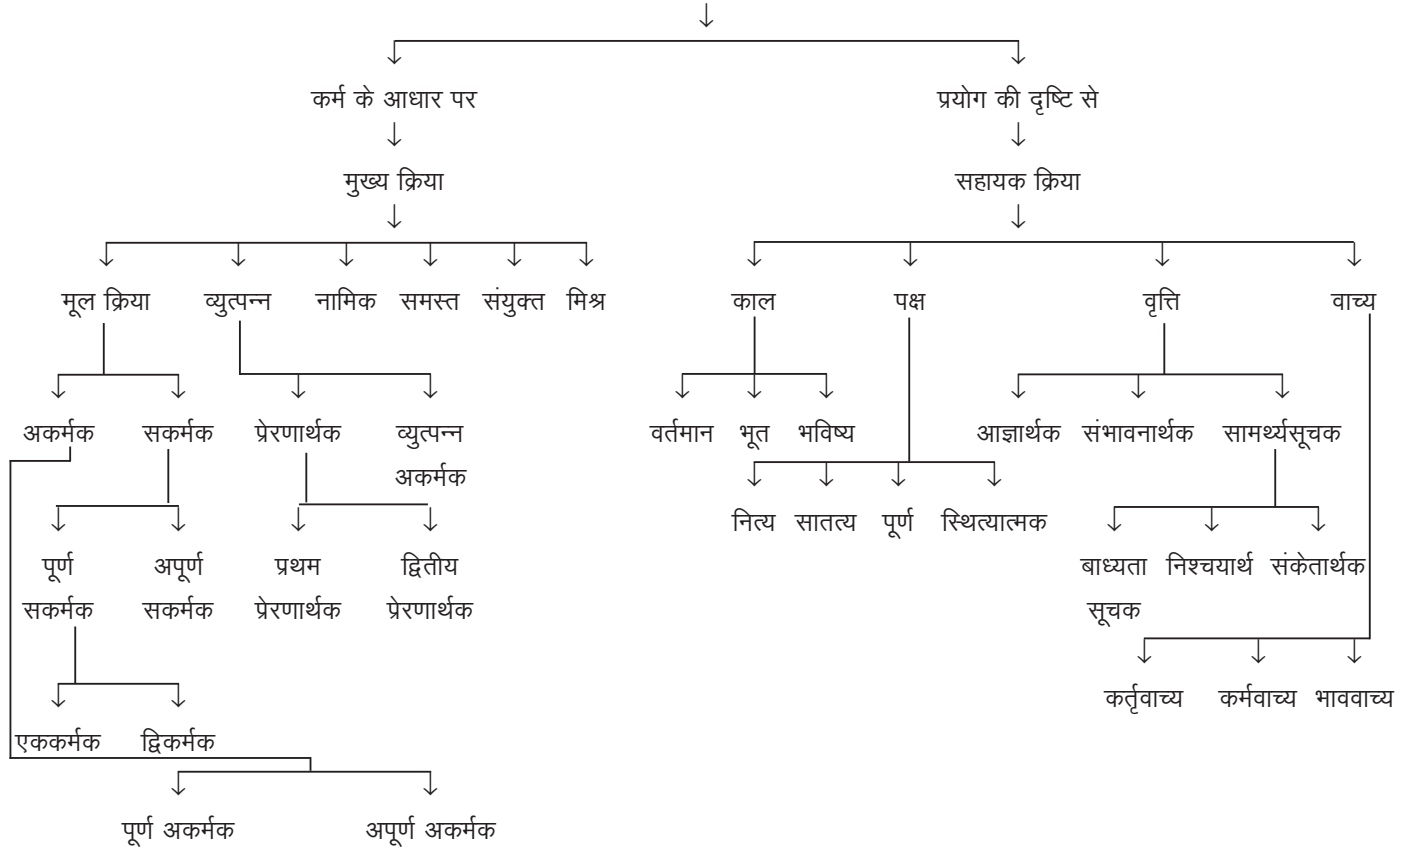 कर्म के आधार पर प्रयोग की दृष्टि से
मुख्य क्रिया सहायक क्रिया
मूल क्रिया व्युत्पन्न नामिक समस्त संयुक्त मिश्र काल पक्ष वृत्ति वाच्य
अकर्मक सकर्मक प्रेरणार्थक व्युत्पन्न वर्तमान भूत भविष्य आज्ञार्थक संभावनार्थक सामर्थ्यसूचक
अकर्मक
नित्य सातत्य पूर्ण स्थित्यात्मक
पूर्ण अपूर्ण प्रथम द्वितीय बाध्यता निश्चयार्थ संकेतार्थक
सकर्मक सकर्मक प्रेरणार्थक प्रेरणार्थक सूचक
कर्तृवाच्य कर्मवाच्य भाववाच्य
एककर्मक द्विकर्मक
पूर्ण अकर्मक अपूर्ण अकर्मक